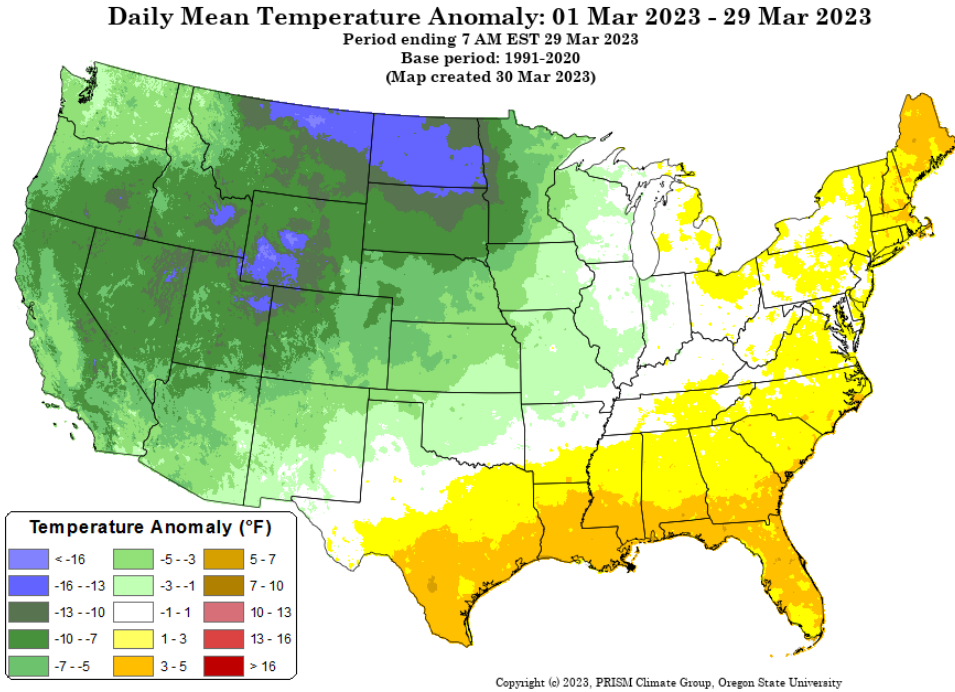 Daily Mean Temperature Anomaly: 01 Mar 2023 - 29 Mar 2023
Period ending 7 AM EST 29 Mar 2023
Base period: 1991-2020
(Map created 30 Mar 2023)
Temperature Anomaly (°F)
< -16
-16 - -13
-13 - -10
-10 - -7
-7 - -5
-5 - -3
-3 - -1
-1 - 1
1 - 3
3 - 5
5 - 7
7 - 10
10 - 13
13 - 16
> 16
Copyright (c) 2023, PRISM Climate Group, Oregon State University